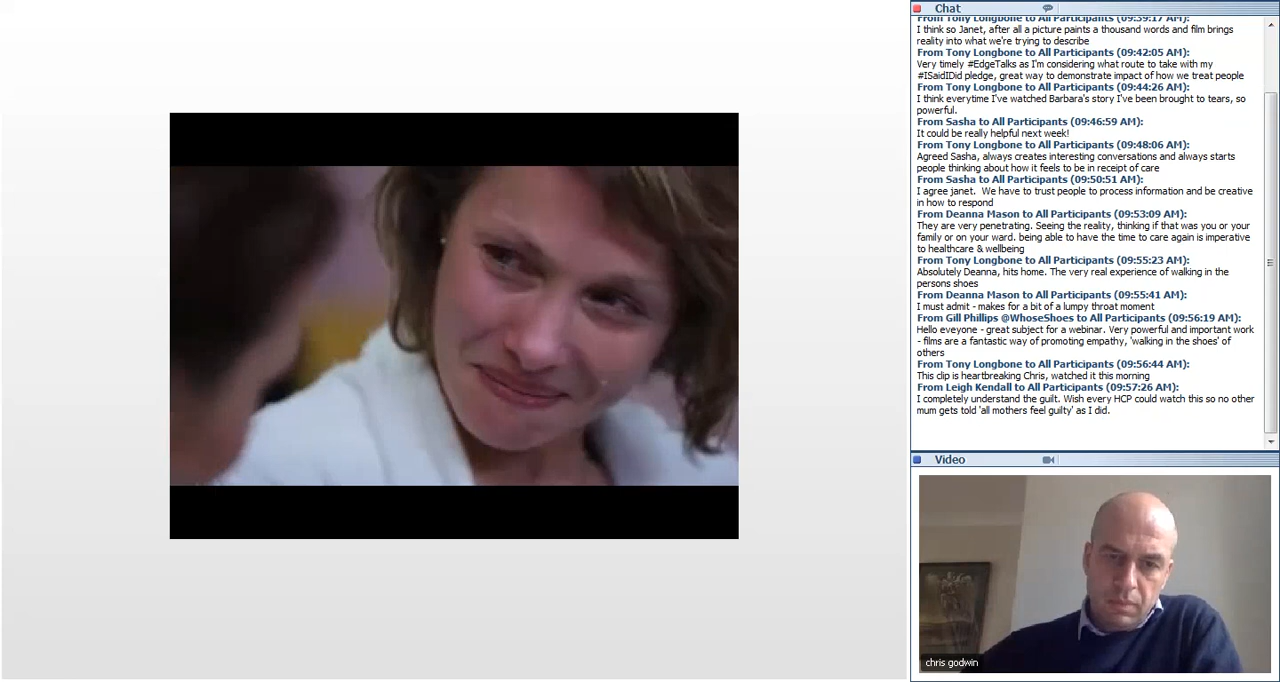 Chat
From Tony Longbone to All Participants (09:39:17 AM):
I think so Janet, after all a picture paints a thousand words and film brings
reality into what we're trying to describe
From Tony Longbone to All Participants (09:42:05 AM):
Very timely #EdgeTalks as I'm considering what route to take with my
#ISaidIDid pledge, great way to demonstrate impact of how we treat people
From Tony Longbone to All Participants (09:44:26 AM):
I think everytime I've watched Barbara's story I've been brought to tears, so
powerful.
From Sasha to All Participants (09:46:59 AM):
It could be really helpful next week!
From Tony Longbone to All Participants (09:48:06 AM):
Agreed Sasha, always creates interesting conversations and always starts
people thinking about how it feels to be in receipt of care
From Sasha to All Participants (09:50:51 AM):
I agree janet.  We have to trust people to process information and be creative
in how to respond
From Deanna Mason to All Participants (09:53:09 AM):
They are very penetrating. Seeing the reality, thinking if that was you or your
family or on your ward. being able to have the time to care again is imperative
to healthcare & wellbeing
From Tony Longbone to All Participants (09:55:23 AM):
Absolutely Deanna, hits home. The very real experience of walking in the
persons shoes
From Deanna Mason to All Participants (09:55:41 AM):
I must admit - makes for a bit of a lumpy throat moment
From Gill Phillips @WhoseShoes to All Participants (09:56:19 AM):
Hello eveyone - great subject for a webinar. Very powerful and important work
- films are a fantastic way of promoting empathy, 'walking in the shoes' of
others
From Tony Longbone to All Participants (09:56:44 AM):
This clip is heartbreaking Chris, watched it this morning
From Leigh Kendall to All Participants (09:57:26 AM):
I completely understand the guilt. Wish every HCP could watch this so no other
mum gets told 'all mothers feel guilty' as I did.
Video
chris godwin